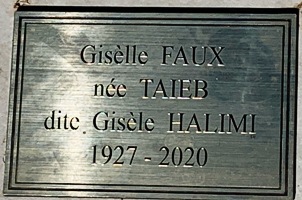 Gisèlle FAUX
née TAIEB
dite Gisèle HALIMI
1927 - 2020